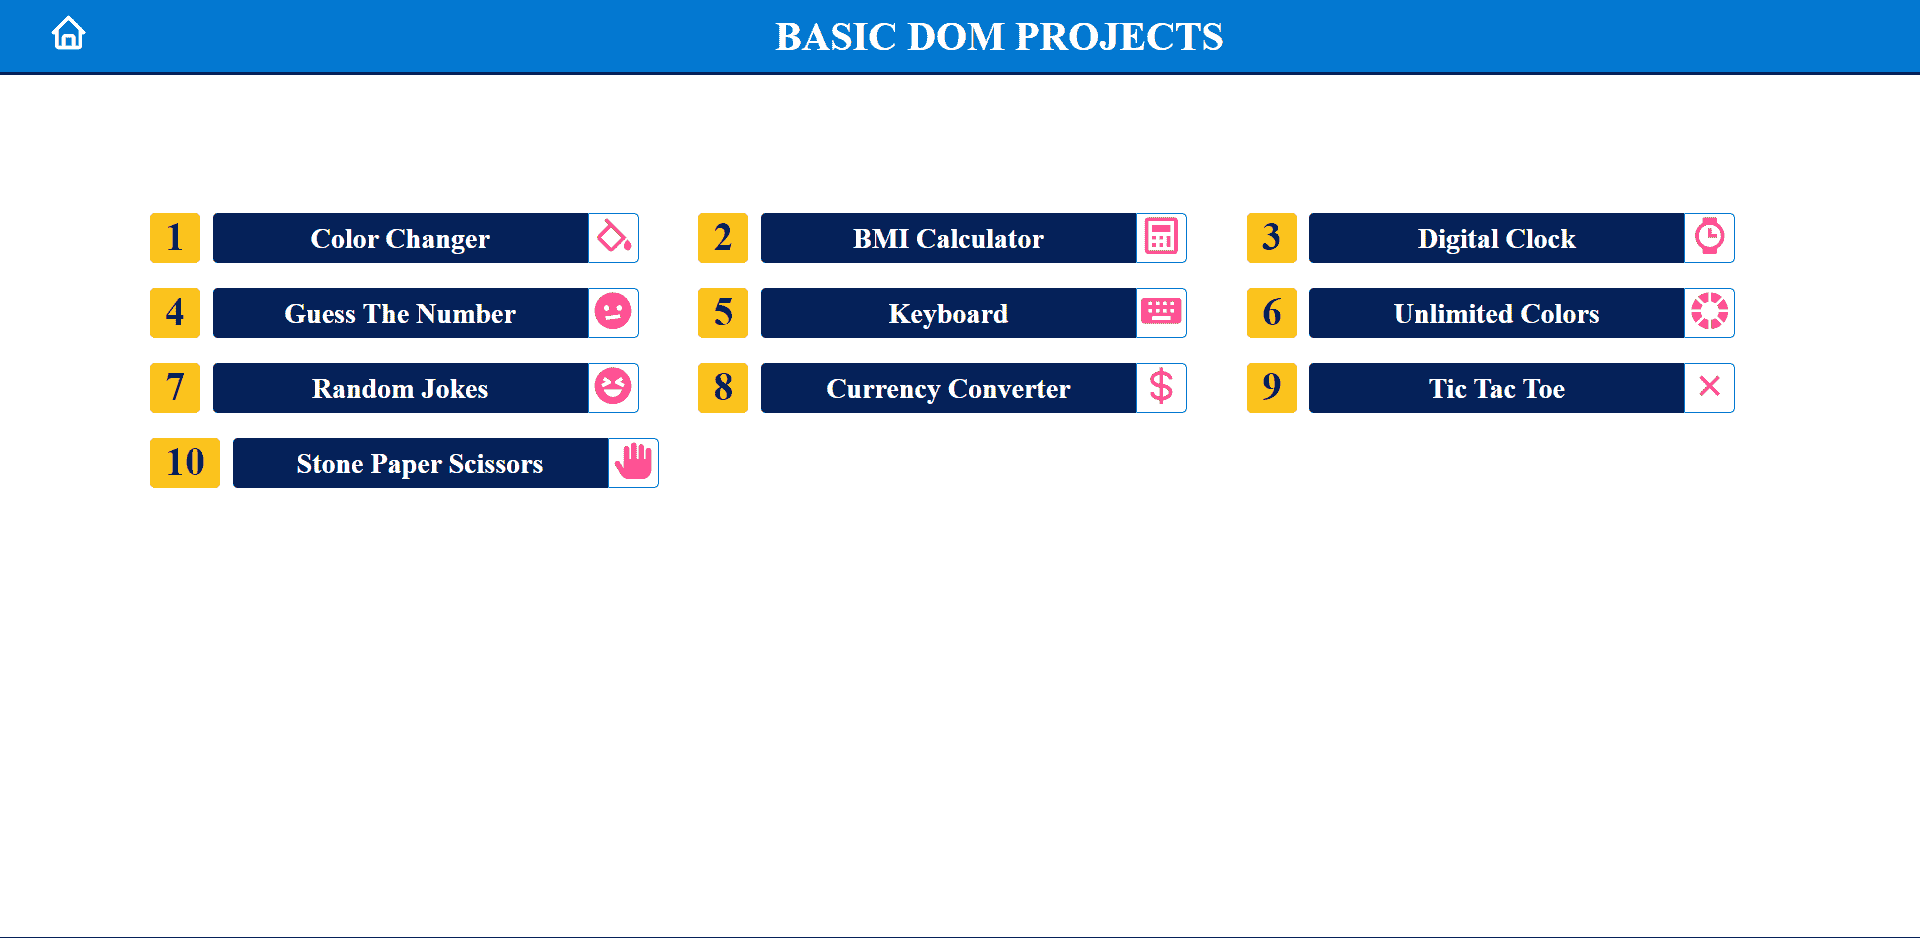 BASIC DOM PROJECTS
1 Color Changer
2 BMI Calculator
3 Digital Clock
4 Guess The Number
5 Keyboard
6 Unlimited Colors
7 Random Jokes
8 Currency Converter
9 Tic Tac Toe
10 Stone Paper Scissors